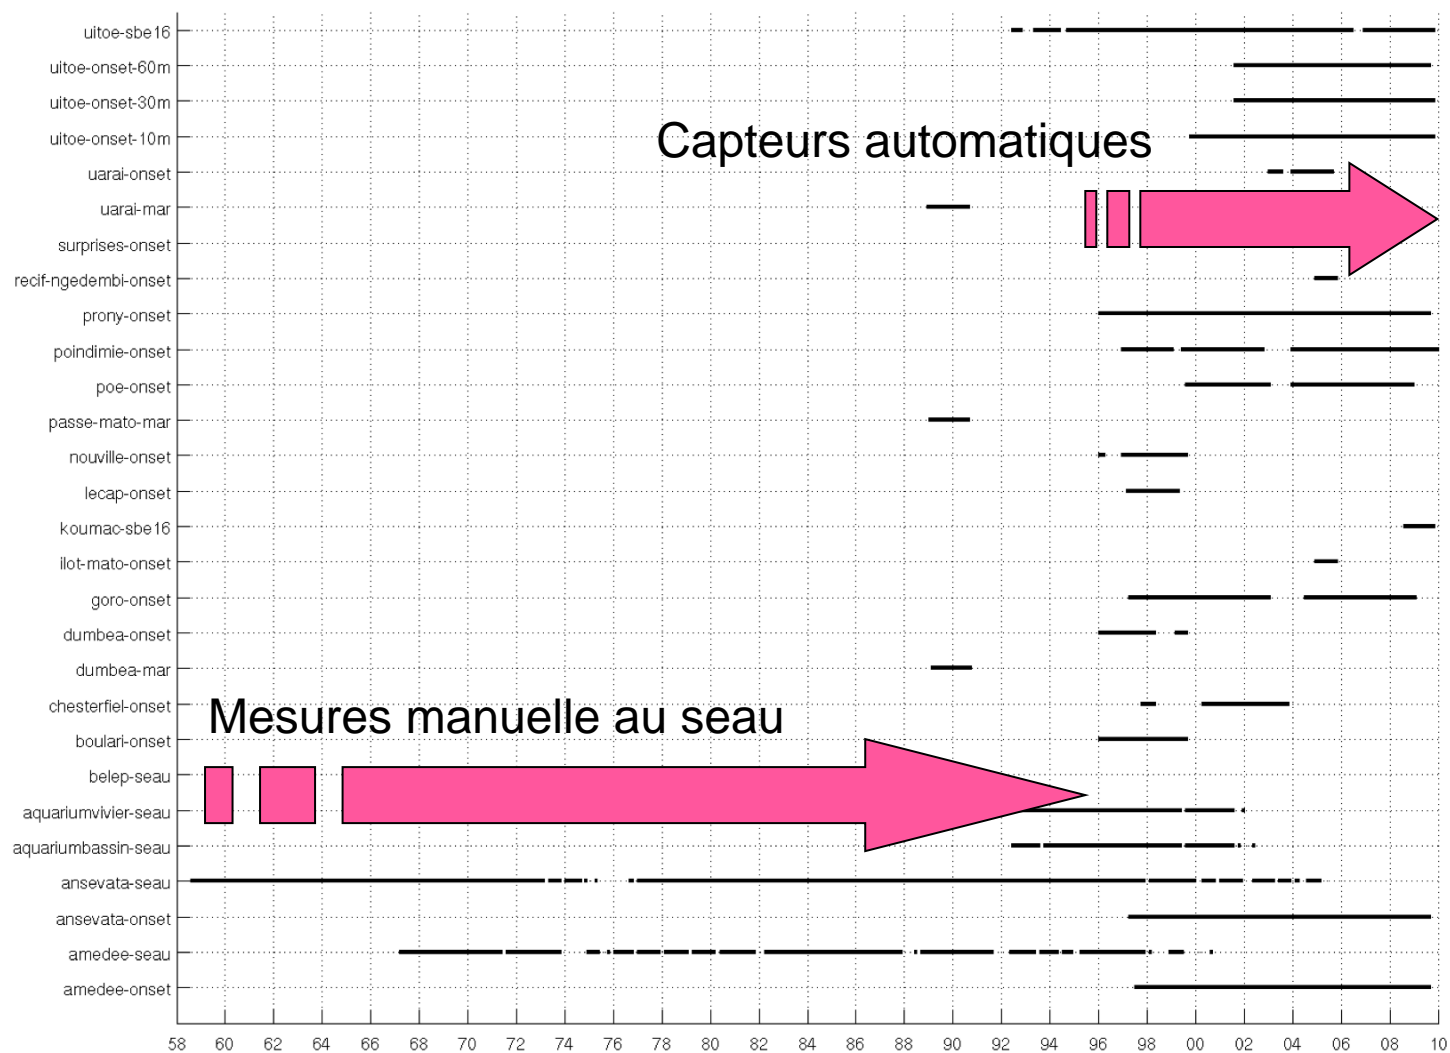 uitoe-sbe16
uitoe-onset-60m
uitoe-onset-30m
uitoe-onset-10m
Capteurs automatiques
uarai-onset
uarai-mar
surprises-onset
recif-ngedembi-onset
prony-onset
poindimie-onset
poe-onset
passe-mato-mar
nouville-onset
lecap-onset
koumac-sbe16
ilot-mato-onset
goro-onset
dumbea-onset
dumbea-mar
chesterfiel-onset
Mesures manuelle au seau
boulari-onset
belep-seau
aquariumvivier-seau
aquariumbassin-seau
ansevata-seau
ansevata-onset
amedee-seau
amedee-onset
58 60 62 64 66 68 70 72 74 76 78 80 82 84 86 88 90 92 94 96 98 00 02 04 06 08 10